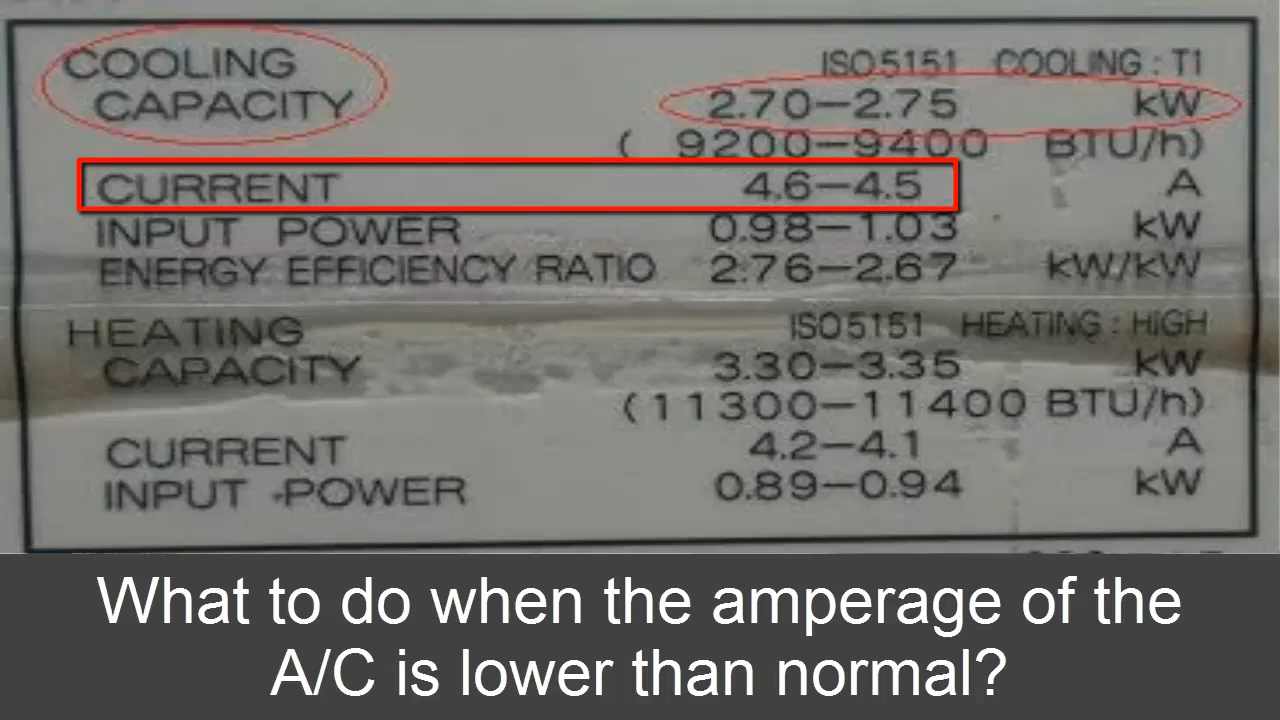 COOLING ISO5151 COOLING : T1
CAPACITY 2.70–2.75 kW
( 9200–9400 BTU/h)
CURRENT 4.6–4.5 A
INPUT POWER 0.98–1.03 kW
ENERGY EFFICIENCY RATIO 2.76–2.67 kW/kW
HEATING ISO5151 HEATING : HIGH
CAPACITY 3.30–3.35 kW
(11300–11400 BTU/h)
CURRENT 4.2–4.1 A
INPUT POWER 0.89–0.94 kW
What to do when the amperage of the
A/C is lower than normal?